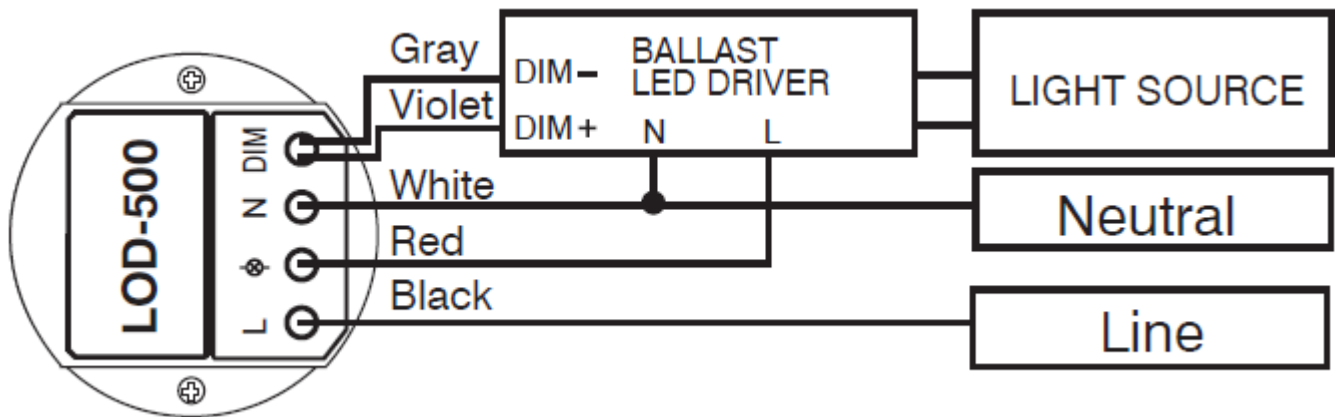 LOD-500
DIM
N
L
Gray
Violet
White
Red
Black
BALLAST
LED DRIVER
DIM-
DIM+
N
L
LIGHT SOURCE
Neutral
Line